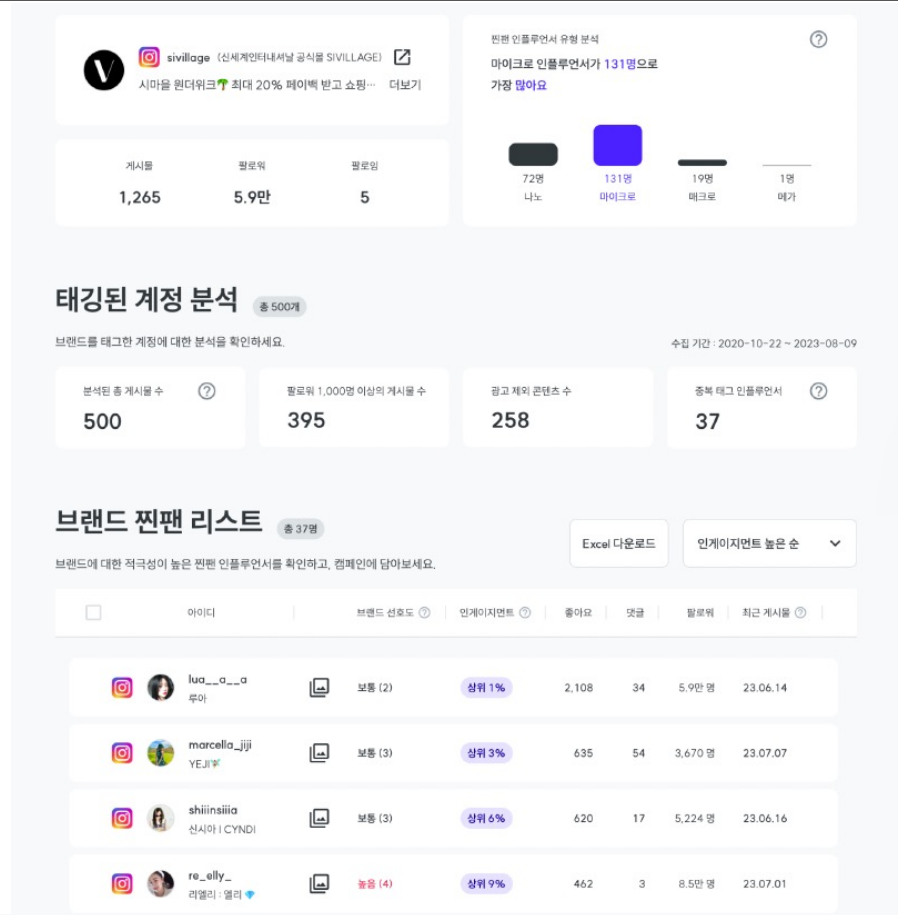 sivillage (신세계인터내셔날 공식몰 SIVILLAGE)
시마을 원더위크🌴 최대 20% 페이백 받고 쇼핑… 더보기
게시물 팔로워 팔로잉
1,265 5.9만 5
찐팬 인플루언서 유형 분석
마이크로 인플루언서가 131명으로
가장 많아요
72명 131명 19명 1명
나노 마이크로 매크로 메가
태깅된 계정 분석 총 500개
브랜드를 태그한 계정에 대한 분석을 확인하세요.
수집 기간 : 2020-10-22 ~ 2023-08-09
분석된 총 게시물 수 팔로워 1,000명 이상의 게시물 수 광고 제외 콘텐츠 수 중복 태그 인플루언서
500 395 258 37
브랜드 찐팬 리스트 총 37명
Excel 다운로드 인게이지먼트 높은 순
브랜드에 대한 적극성이 높은 찐팬 인플루언서를 확인하고, 캠페인에 담아보세요.
아이디 브랜드 선호도 인게이지먼트 좋아요 댓글 팔로워 최근 게시물
lua__a__a
루아
보통 (2) 상위 1% 2,108 34 5.9만 명 23.06.14
marcella_jiji
YEJI🧚
보통 (3) 상위 3% 635 54 3,670 명 23.07.07
shiiinsiiia
신시아 I CYNDI
보통 (3) 상위 6% 620 17 5,224 명 23.06.16
re_elly_
리엘리 : 엘리 💎
높음 (4) 상위 9% 462 3 8.5만 명 23.07.01